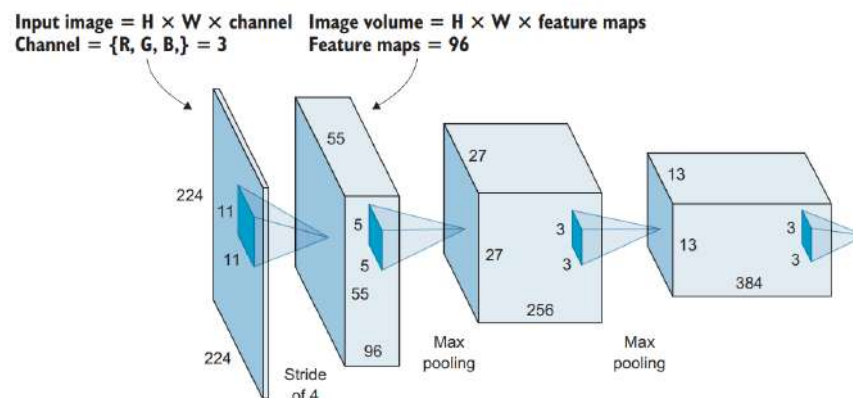 Input image = H × W × channel
Channel = {R, G, B,} = 3
Image volume = H × W × feature maps
Feature maps = 96
224
11
11
224
Stride
of 4
55
5
5
55
96
27
27
256
Max
pooling
3
3
13
13
384
Max
pooling
3
3